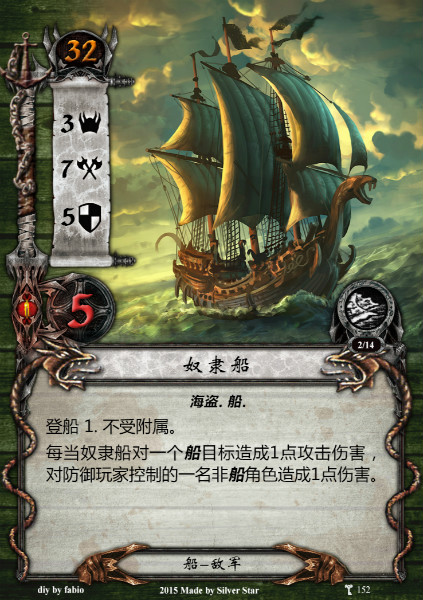 32
3
7
5
5
2/14
奴隶船
海盗. 船.
登船 1. 不受附属。
每当奴隶船对一个船目标造成1点攻击伤害，
对防御玩家控制的一名非船角色造成1点伤害。
船–敌军
diy by fabio
2015 Made by Silver Star
152